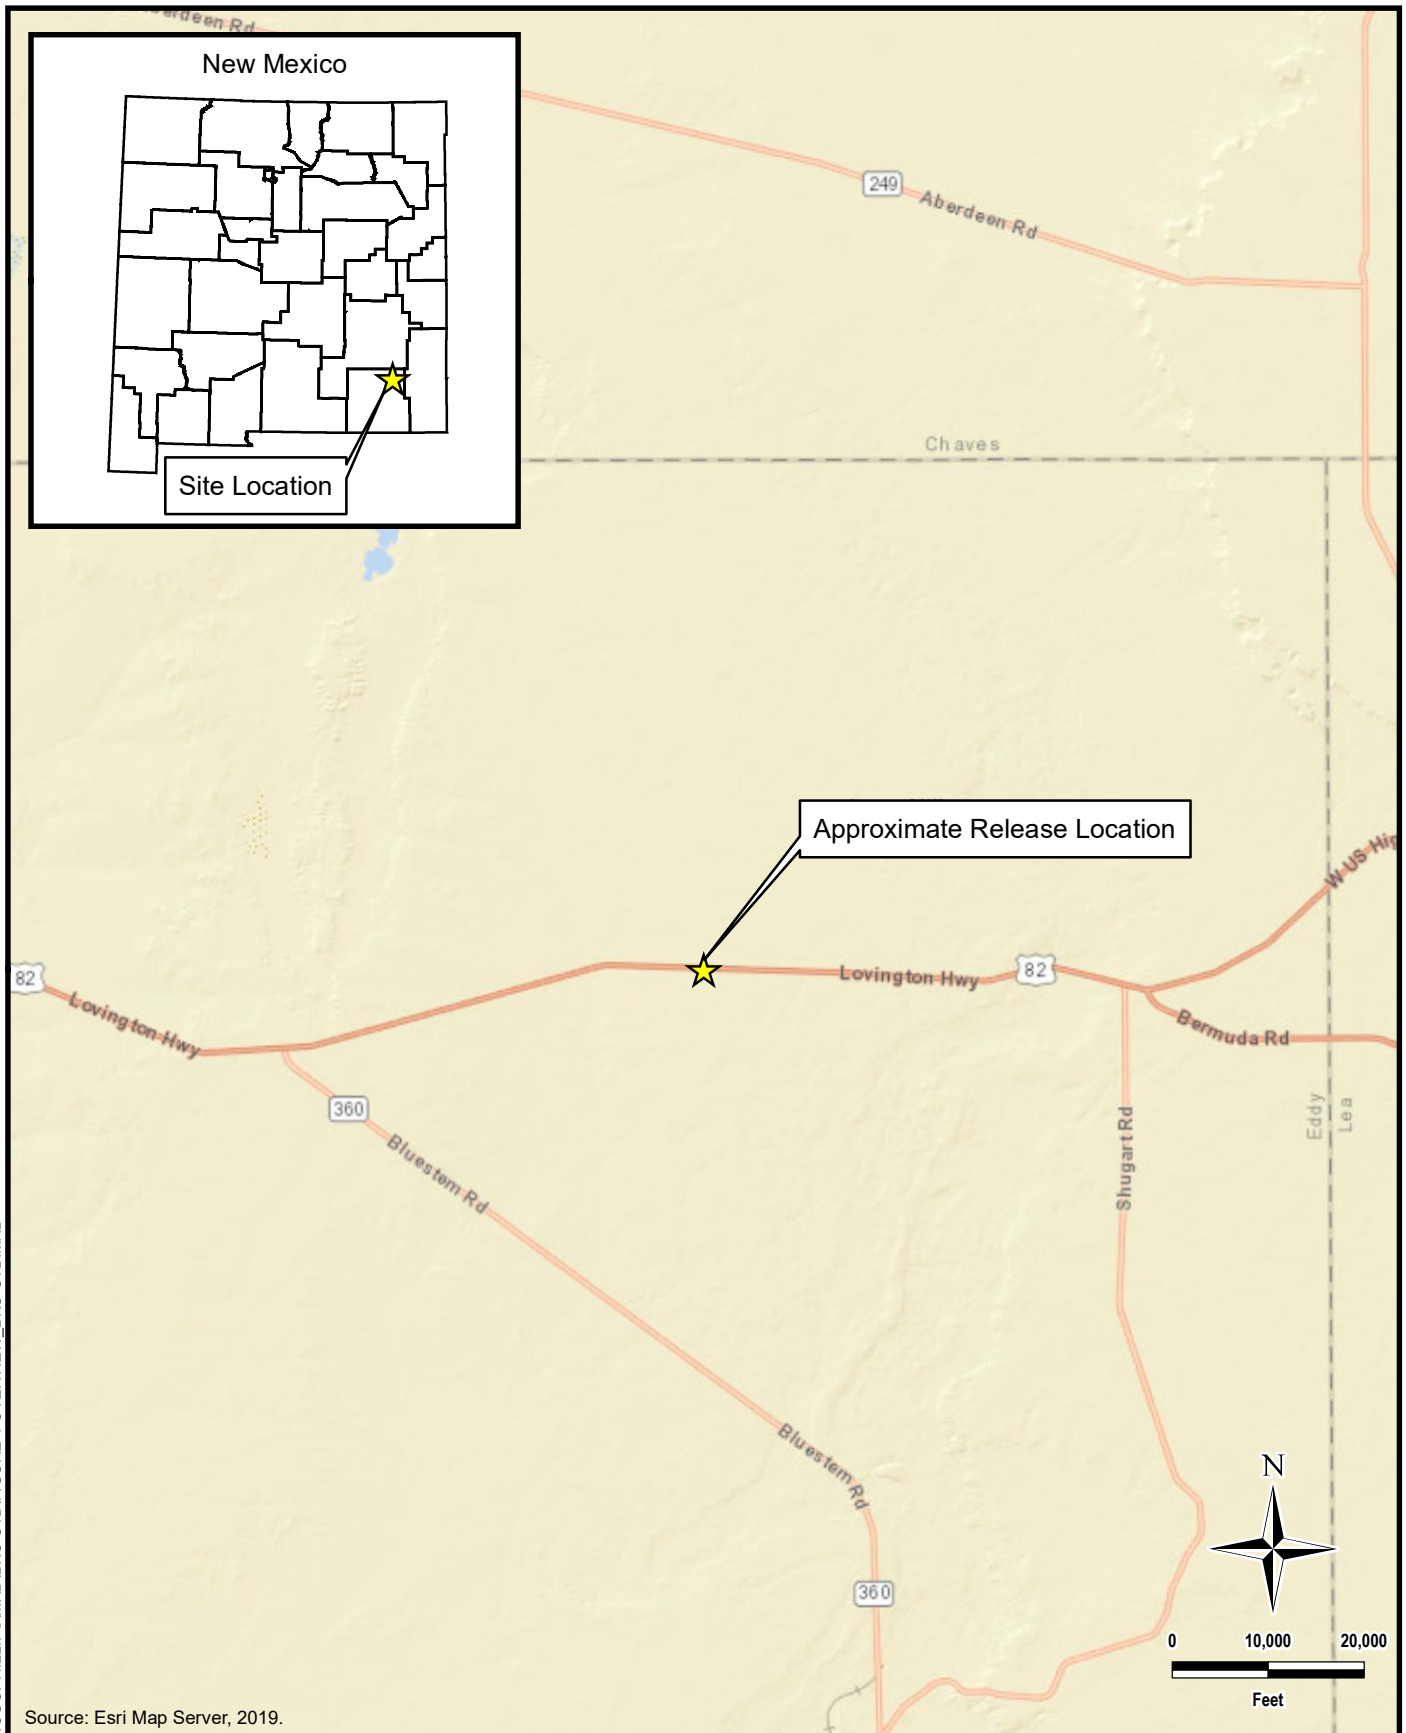 Aberdeen Rd
New Mexico
Site Location
249
Aberdeen Rd
Chaves
Approximate Release Location
W US Hig
82
Lovington Hwy
Lovington Hwy
82
Bermuda Rd
360
Bluestem Rd
Shugart Rd
Eddy
Lea
Bluestem Rd
360
N
0 10,000 20,000
Feet
Source: Esri Map Server, 2019.